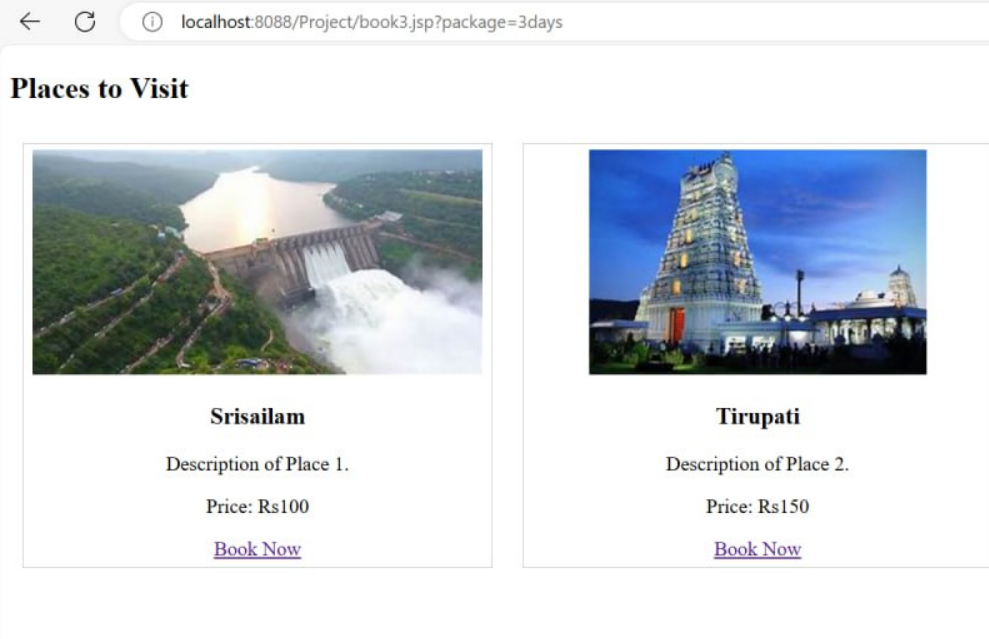 localhost:8088/Project/book3.jsp?package=3days
Places to Visit
Srisailam
Description of Place 1.
Price: Rs100
Book Now
Tirupati
Description of Place 2.
Price: Rs150
Book Now